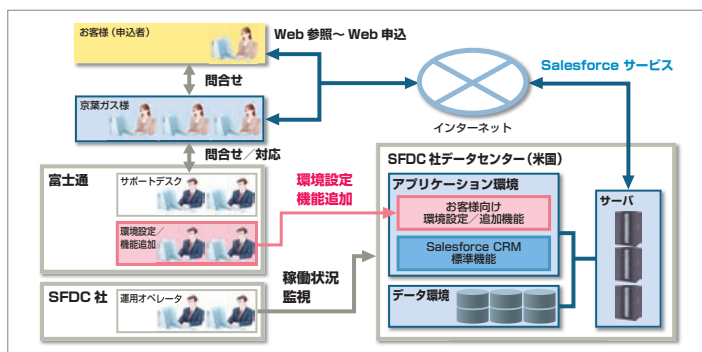 お客様（申込者）
Web 参照～ Web 申込
Salesforce サービス
問合せ
京葉ガス様
インターネット
問合せ／対応
富士通
サポートデスク
環境設定／
機能追加
環境設定
機能追加
SFDC 社データセンター（米国）
アプリケーション環境
お客様向け
環境設定／追加機能
Salesforce CRM
標準機能
データ環境
サーバ
SFDC 社
運用オペレータ
稼働状況
監視